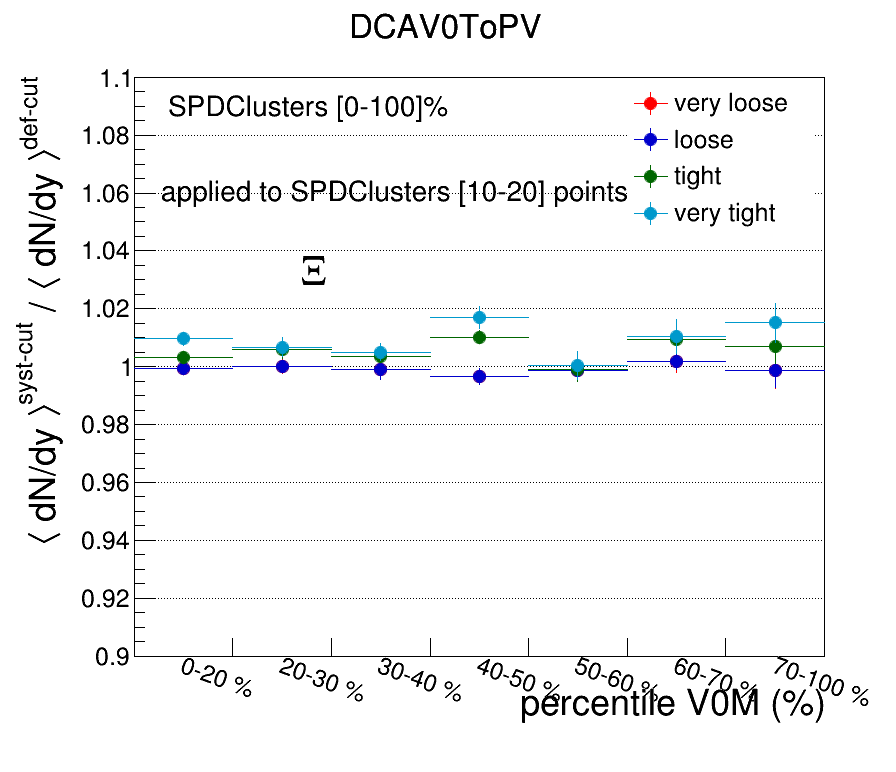 DCAV0ToPV
⟨ dN/dy ⟩^syst-cut / ⟨ dN/dy ⟩^def-cut
1.1
1.08
1.06
1.04
1.02
1
0.98
0.96
0.94
0.92
0.9
SPDClusters [0-100]%
applied to SPDClusters [10-20] points
Ξ
very loose
loose
tight
very tight
0-20 %
20-30 %
30-40 %
40-50 %
50-60 %
60-70 %
70-100 %
percentile V0M (%)